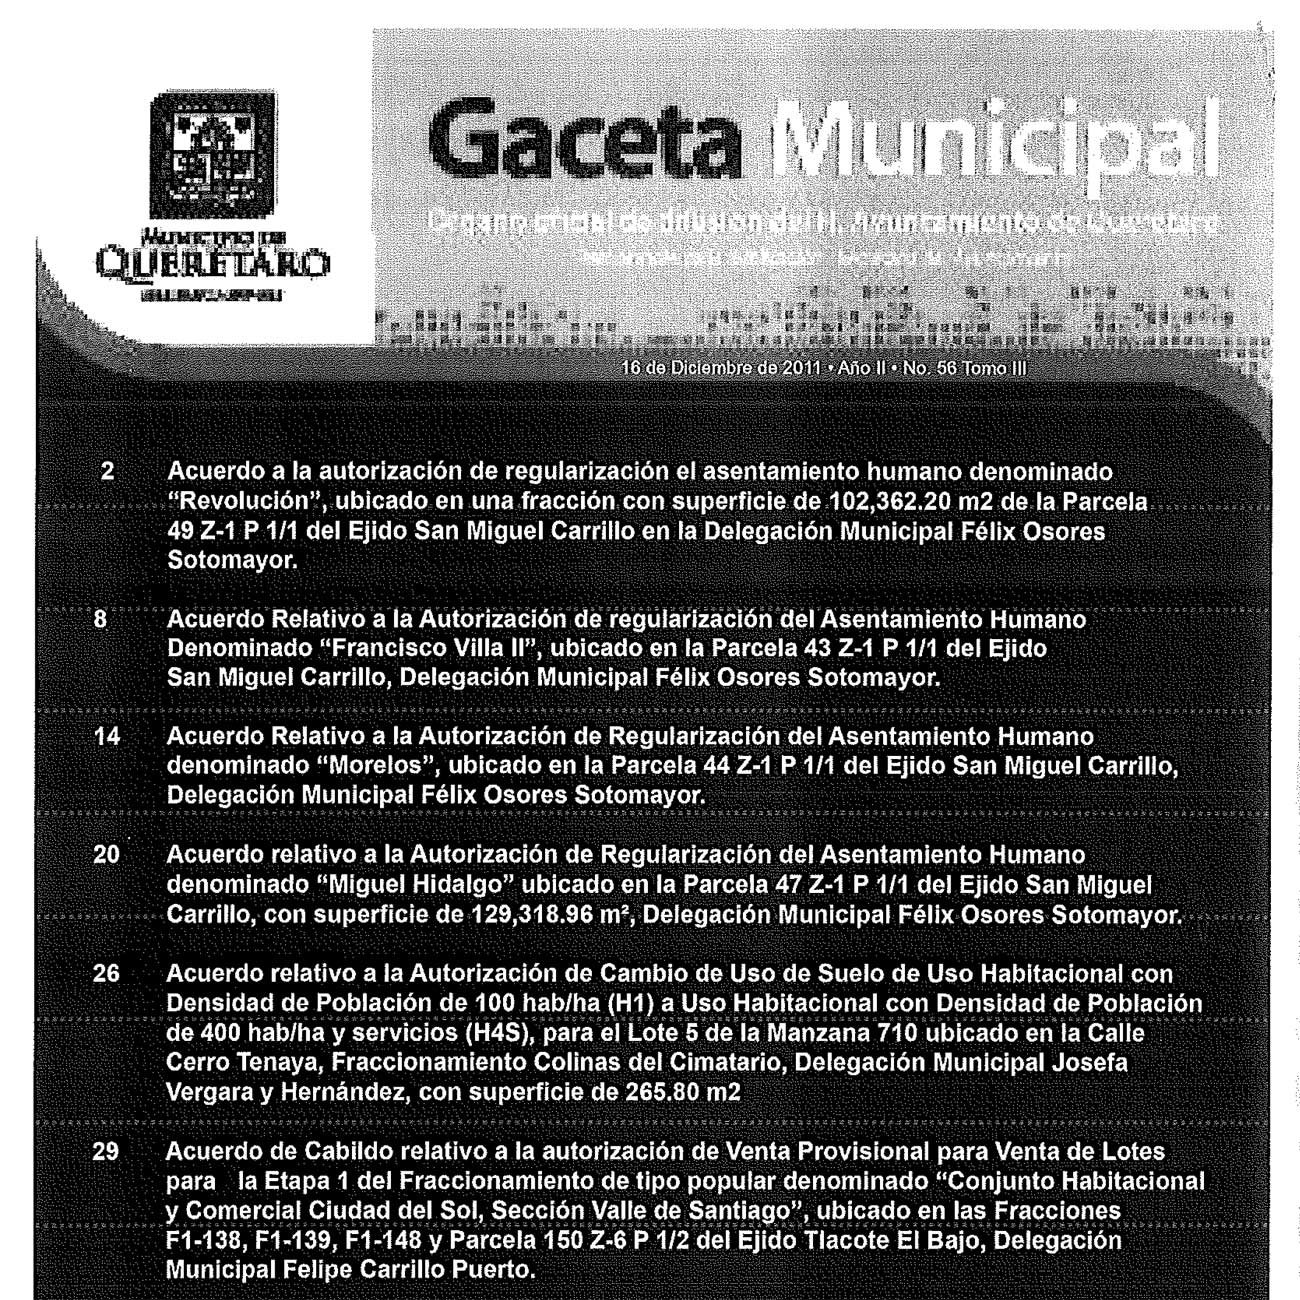 Gaceta Municipal
Órgano oficial de difusión del H. Ayuntamiento de Querétaro
MUNICIPIO DE
QUERÉTARO
16 de Diciembre de 2011 • Año II • No. 56 Tomo III
2 Acuerdo a la autorización de regularización el asentamiento humano denominado
“Revolución”, ubicado en una fracción con superficie de 102,362.20 m2 de la Parcela
49 Z-1 P 1/1 del Ejido San Miguel Carrillo en la Delegación Municipal Félix Osores
Sotomayor.
8 Acuerdo Relativo a la Autorización de regularización del Asentamiento Humano
Denominado “Francisco Villa II”, ubicado en la Parcela 43 Z-1 P 1/1 del Ejido
San Miguel Carrillo, Delegación Municipal Félix Osores Sotomayor.
14 Acuerdo Relativo a la Autorización de Regularización del Asentamiento Humano
denominado “Morelos”, ubicado en la Parcela 44 Z-1 P 1/1 del Ejido San Miguel Carrillo,
Delegación Municipal Félix Osores Sotomayor.
20 Acuerdo relativo a la Autorización de Regularización del Asentamiento Humano
denominado “Miguel Hidalgo” ubicado en la Parcela 47 Z-1 P 1/1 del Ejido San Miguel
Carrillo, con superficie de 129,318.96 m², Delegación Municipal Félix Osores Sotomayor.
26 Acuerdo relativo a la Autorización de Cambio de Uso de Suelo de Uso Habitacional con
Densidad de Población de 100 hab/ha (H1) a Uso Habitacional con Densidad de Población
de 400 hab/ha y servicios (H4S), para el Lote 5 de la Manzana 710 ubicado en la Calle
Cerro Tenaya, Fraccionamiento Colinas del Cimatario, Delegación Municipal Josefa
Vergara y Hernández, con superficie de 265.80 m2
29 Acuerdo de Cabildo relativo a la autorización de Venta Provisional para Venta de Lotes
para la Etapa 1 del Fraccionamiento de tipo popular denominado “Conjunto Habitacional
y Comercial Ciudad del Sol, Sección Valle de Santiago”, ubicado en las Fracciones
F1-138, F1-139, F1-148 y Parcela 150 Z-6 P 1/2 del Ejido Tlacote El Bajo, Delegación
Municipal Felipe Carrillo Puerto.